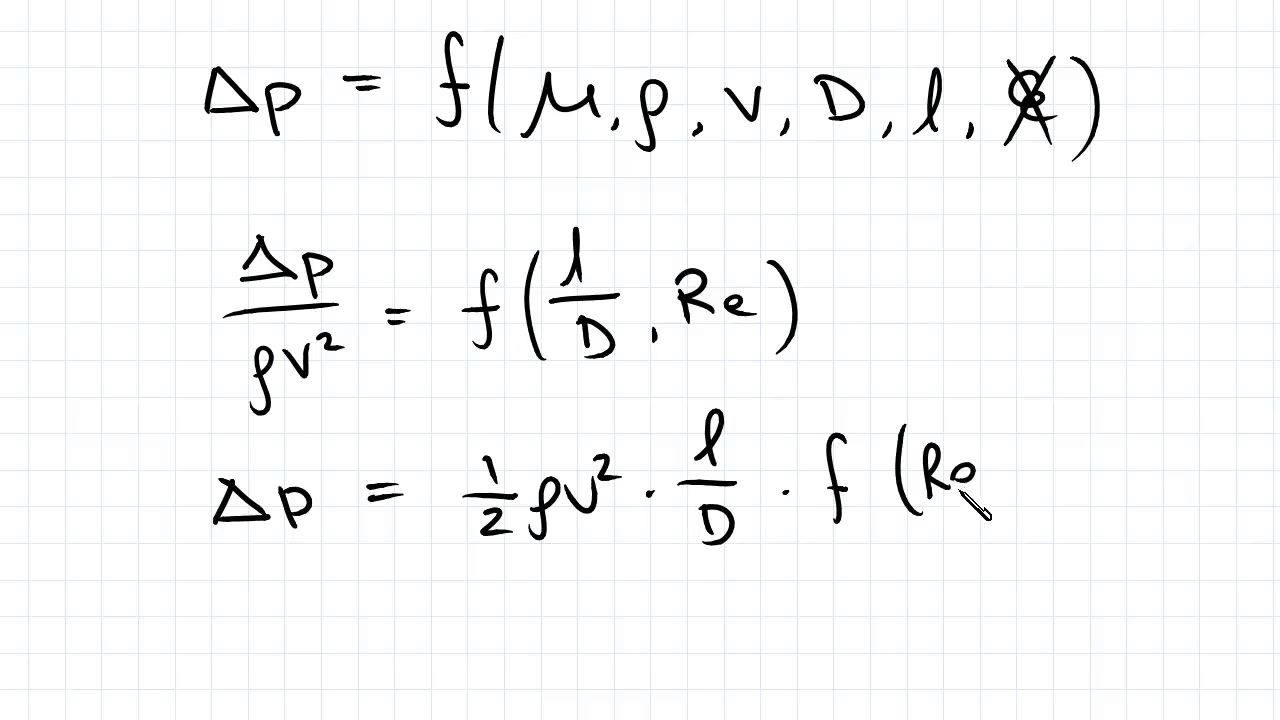 Δp = f(μ, ρ, v, D, l, e)
Δp/ρv² = f(l/D, Re)
Δp = 1/2 ρv² · l/D · f (Re